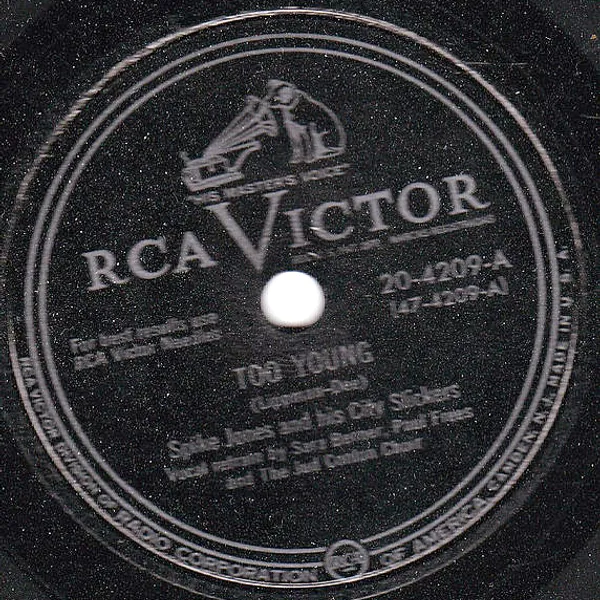 "HIS MASTER'S VOICE"
RCA VICTOR
20-4209-A
(47-4209-A)
For best results use
RCA Victor Needles
TOO YOUNG
(Lippman-Dee)
Spike Jones and his City Slickers
Vocal refrain by Sara Berner, Paul Frees
and The Jud Conlon Choir
RCA VICTOR DIVISION OF RADIO CORPORATION OF AMERICA, CAMDEN, N. J. MADE IN U. S. A.
RCA